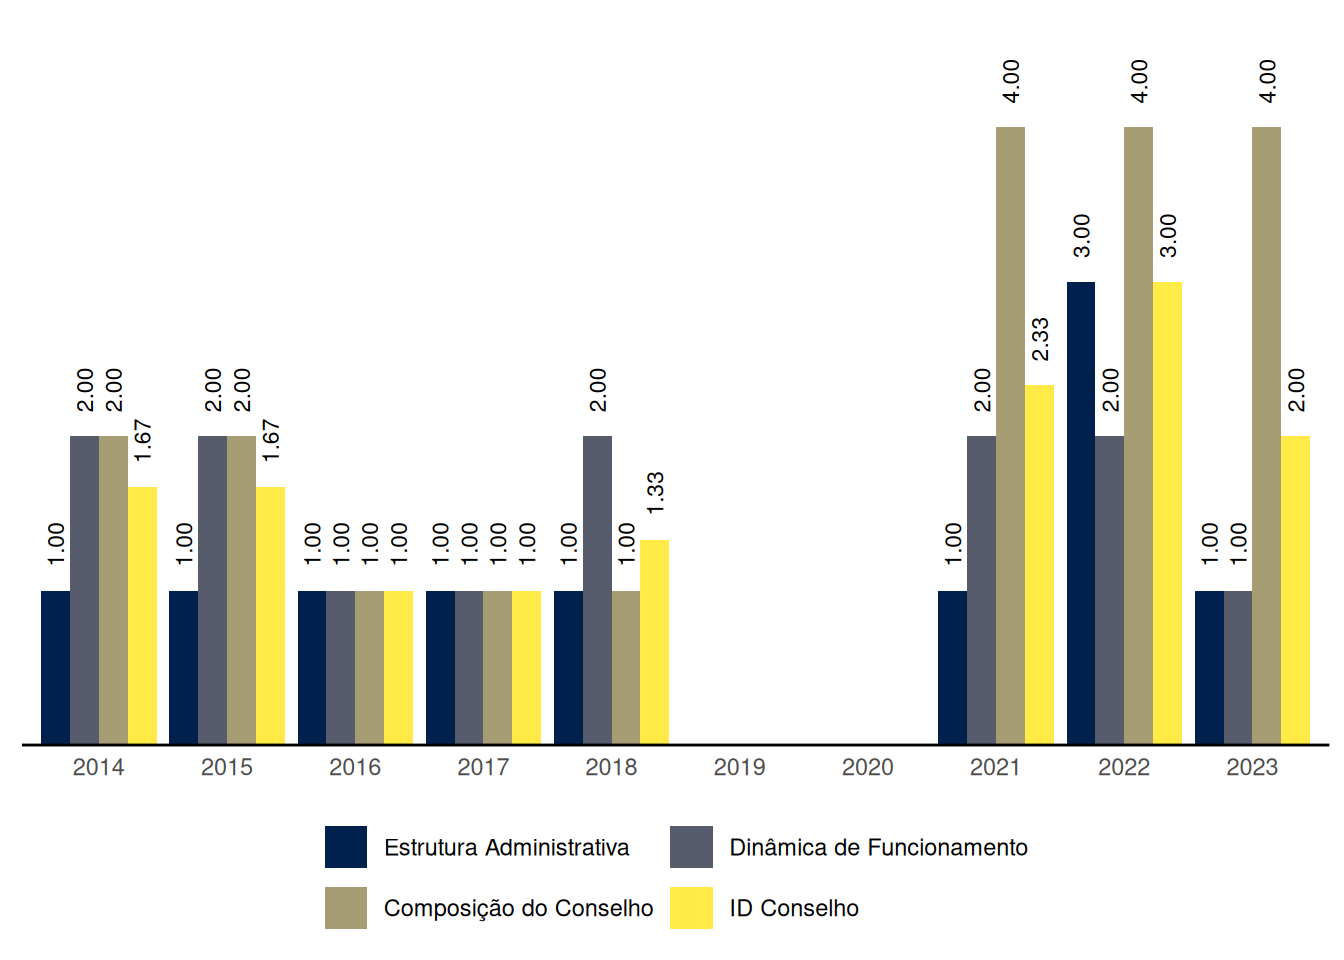 4.00 4.00 4.00
3.00 3.00
2.33
2.00 2.00 2.00 2.00 2.00 2.00 2.00 2.00
1.67 1.67
1.33
1.00 1.00 1.00 1.00 1.00 1.00 1.00 1.00 1.00 1.00 1.00 1.00 1.00 1.00 1.00
2014 2015 2016 2017 2018 2019 2020 2021 2022 2023
Estrutura Administrativa Dinâmica de Funcionamento
Composição do Conselho ID Conselho